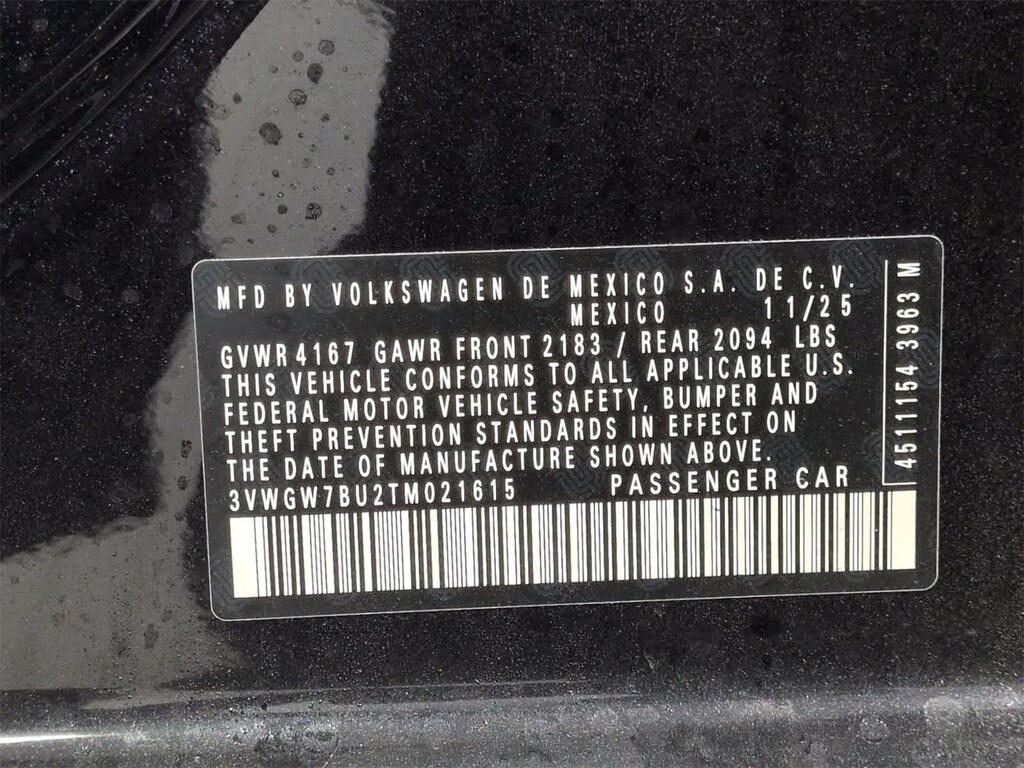 MFD BY VOLKSWAGEN DE MEXICO S.A. DE C.V.
MEXICO 11/25
GVWR 4167 GAWR FRONT 2183 / REAR 2094 LBS
THIS VEHICLE CONFORMS TO ALL APPLICABLE U.S.
FEDERAL MOTOR VEHICLE SAFETY, BUMPER AND
THEFT PREVENTION STANDARDS IN EFFECT ON
THE DATE OF MANUFACTURE SHOWN ABOVE.
3VWGW7BU2TM021615 PASSENGER CAR
4511154 3963 M